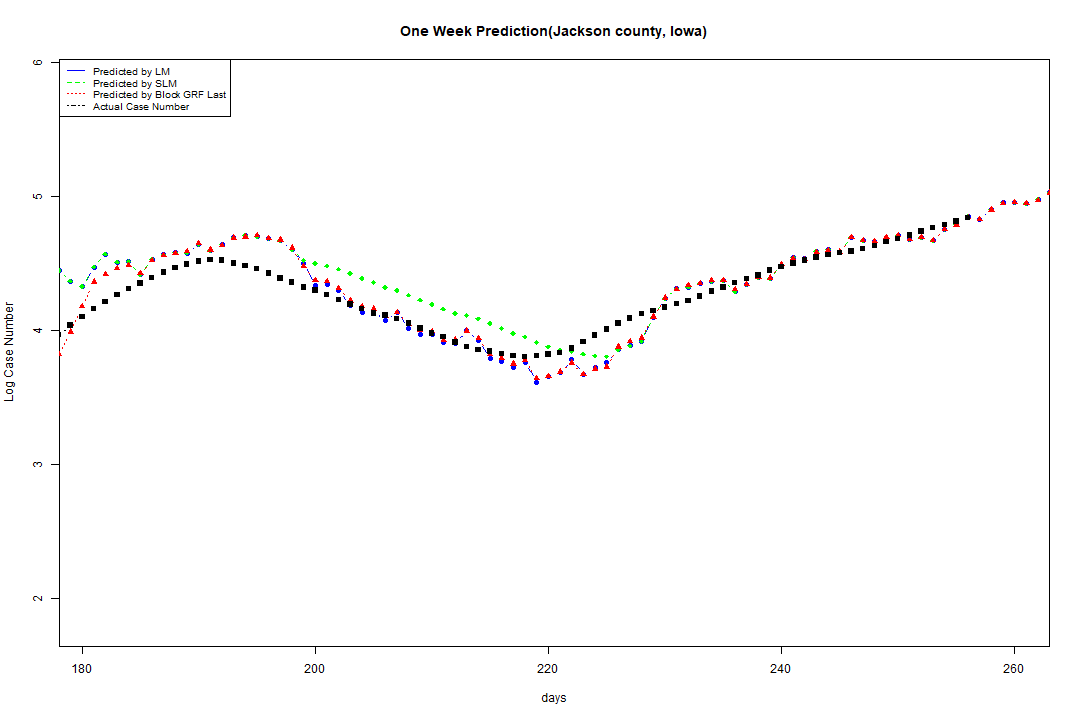 One Week Prediction(Jackson county, Iowa)
Predicted by LM
Predicted by SLM
Predicted by Block GRF Last
Actual Case Number
6
5
4
3
2
Log Case Number
180 200 220 240 260
days